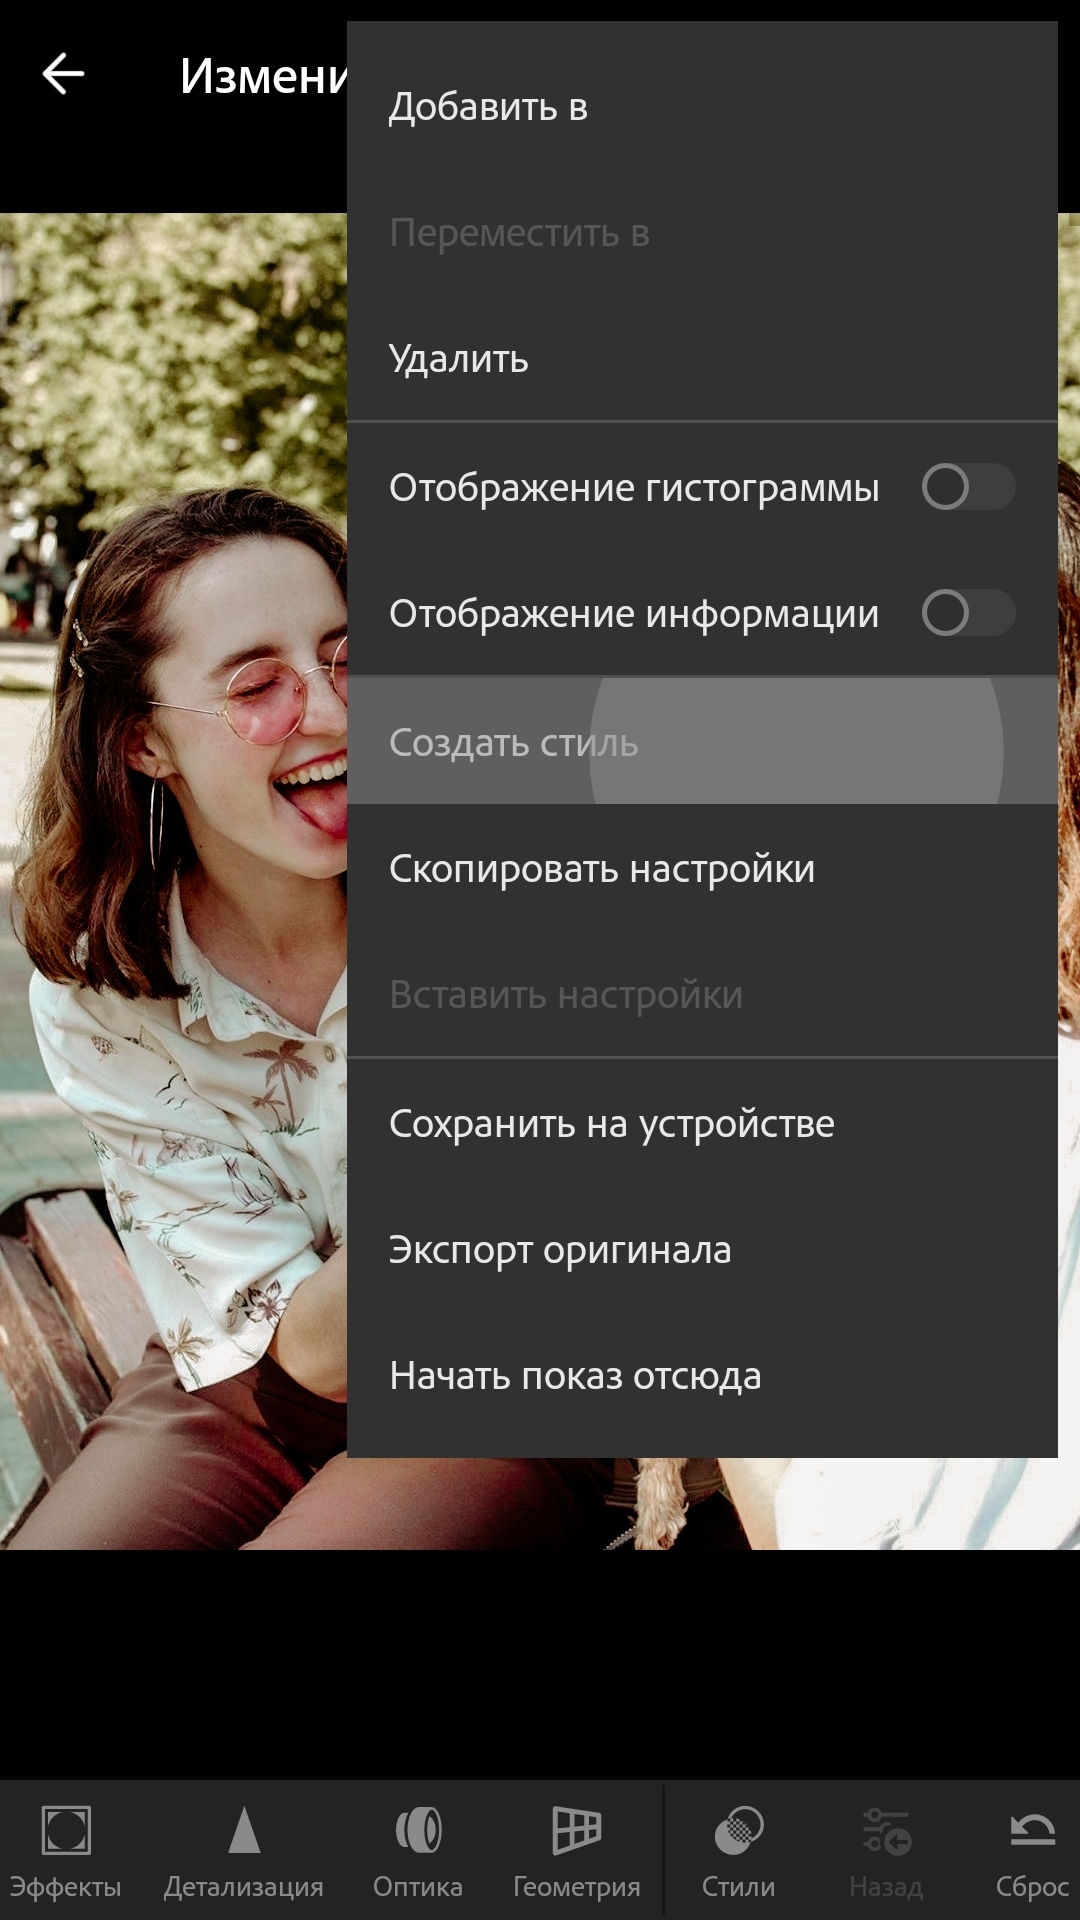 Измени
Добавить в
Переместить в
Удалить
Отображение гистограммы
Отображение информации
Создать стиль
Скопировать настройки
Вставить настройки
Сохранить на устройстве
Экспорт оригинала
Начать показ отсюда
Эффекты
Детализация
Оптика
Геометрия
Стили
Назад
Сброс